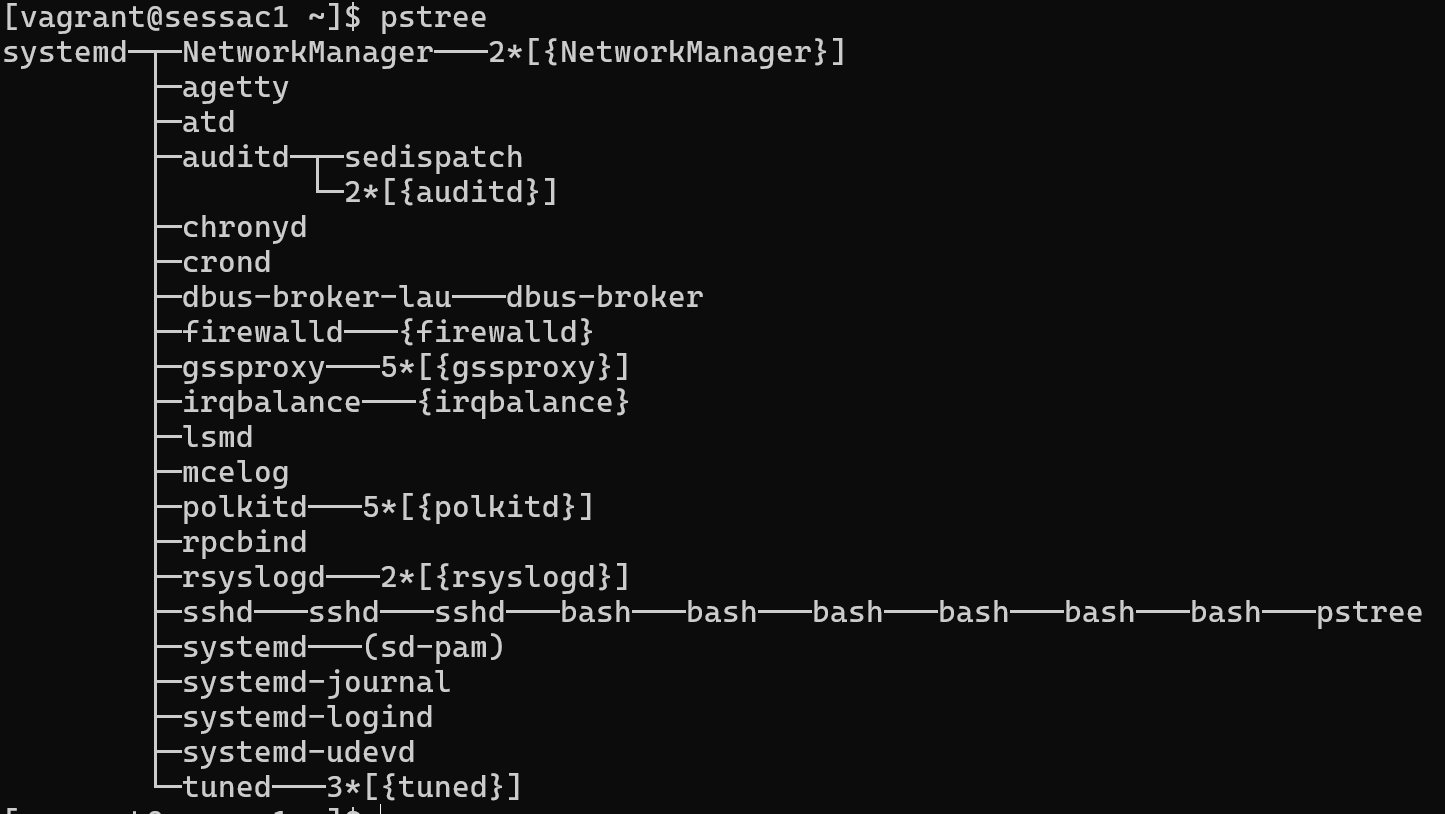 [vagrant@sessac1 ~]$ pstree
systemd─┬─NetworkManager───2*[{NetworkManager}]
        ├─agetty
        ├─atd
        ├─auditd─┬─sedispatch
        │        └─2*[{auditd}]
        ├─chronyd
        ├─crond
        ├─dbus-broker-lau───dbus-broker
        ├─firewalld───{firewalld}
        ├─gssproxy───5*[{gssproxy}]
        ├─irqbalance───{irqbalance}
        ├─lsmd
        ├─mcelog
        ├─polkitd───5*[{polkitd}]
        ├─rpcbind
        ├─rsyslogd───2*[{rsyslogd}]
        ├─sshd───sshd───sshd───bash───bash───bash───bash───bash───bash───pstree
        ├─systemd───(sd-pam)
        ├─systemd-journal
        ├─systemd-logind
        ├─systemd-udevd
        └─tuned───3*[{tuned}]